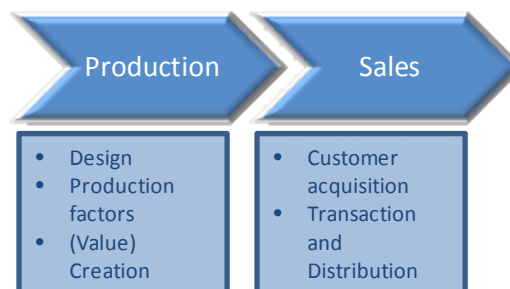 Production
Sales
• Design
• Production
factors
• (Value)
Creation
• Customer
acquisition
• Transaction
and
Distribution